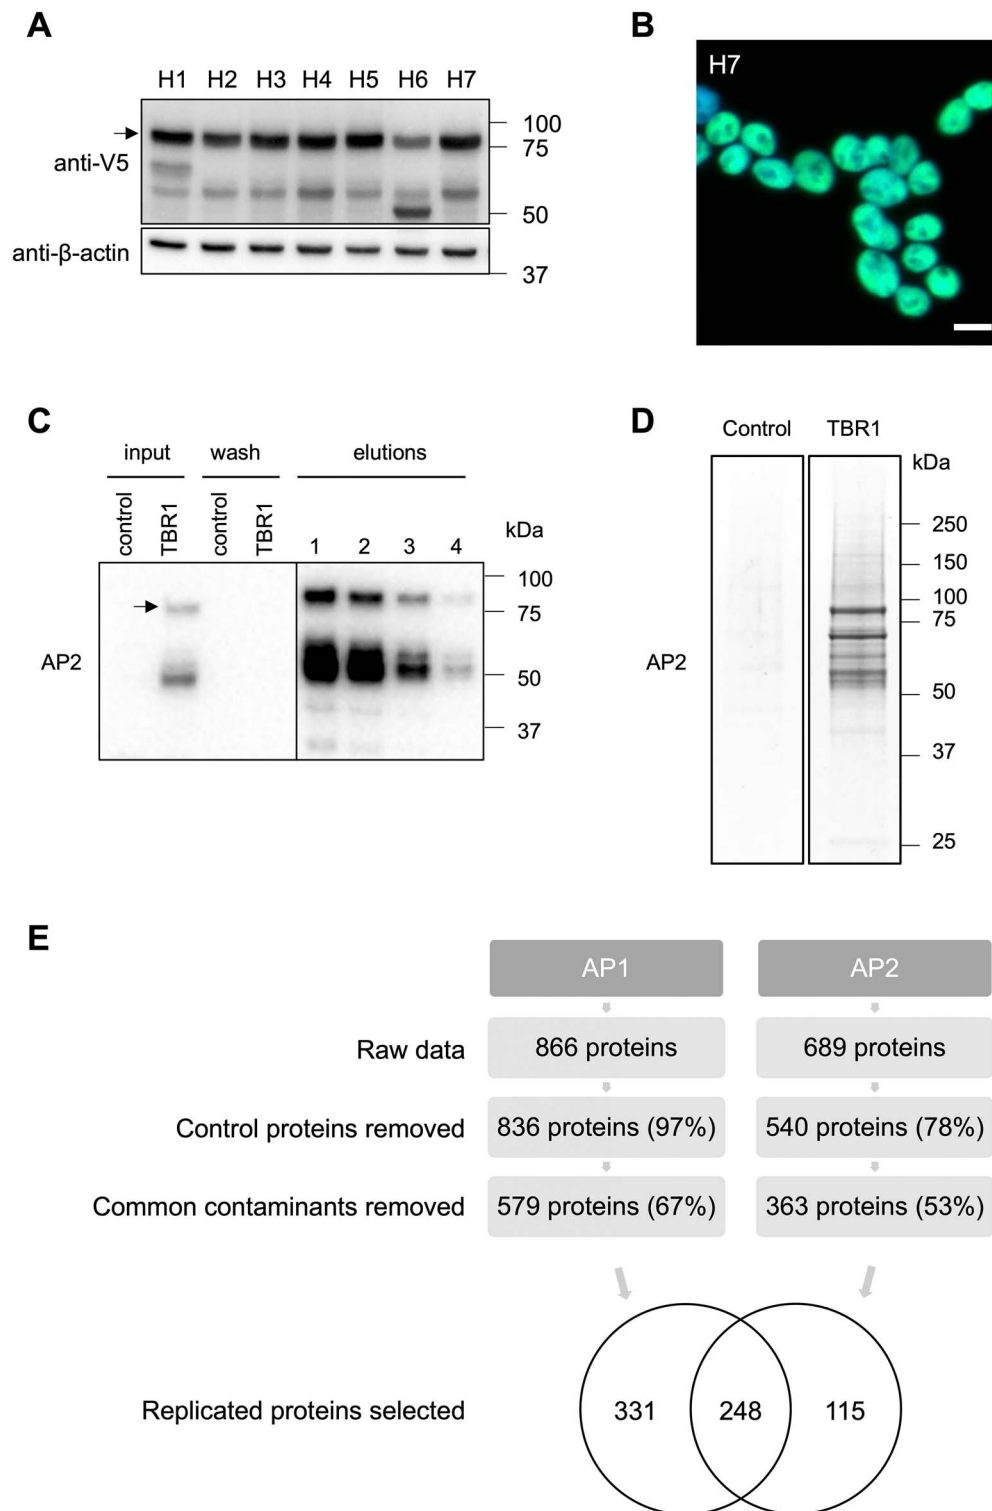 A
H1 H2 H3 H4 H5 H6 H7
anti-V5
100
75
50
anti-β-actin
37
B
H7
C
input wash elutions
control TBR1 control TBR1 1 2 3 4
kDa
100
75
AP2
50
37
D
Control TBR1
kDa
250
150
100
75
AP2
50
37
25
E
AP1 AP2
Raw data 866 proteins 689 proteins
Control proteins removed 836 proteins (97%) 540 proteins (78%)
Common contaminants removed 579 proteins (67%) 363 proteins (53%)
Replicated proteins selected 331 248 115